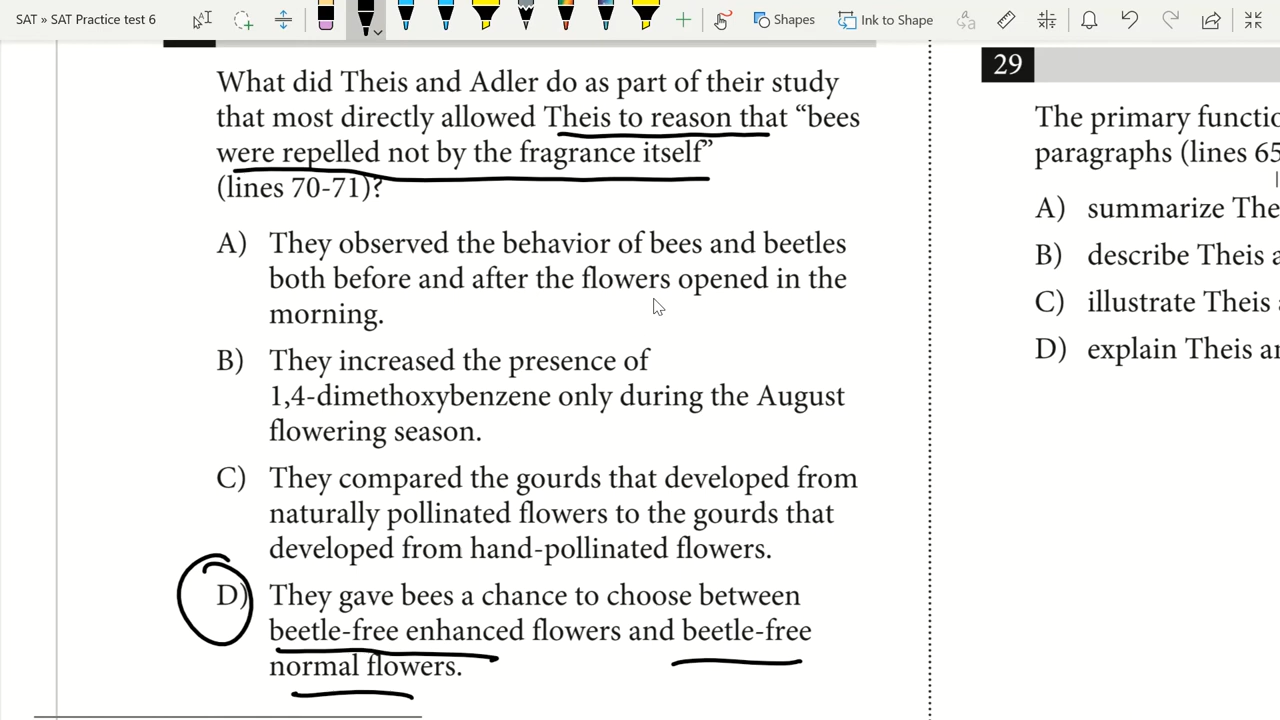 SAT » SAT Practice test 6
Shapes
Ink to Shape
What did Theis and Adler do as part of their study
that most directly allowed Theis to reason that “bees
were repelled not by the fragrance itself”
(lines 70-71)?
A) They observed the behavior of bees and beetles
both before and after the flowers opened in the
morning.
B) They increased the presence of
1,4-dimethoxybenzene only during the August
flowering season.
C) They compared the gourds that developed from
naturally pollinated flowers to the gourds that
developed from hand-pollinated flowers.
D) They gave bees a chance to choose between
beetle-free enhanced flowers and beetle-free
normal flowers.
29
The primary functio
paragraphs (lines 65
A) summarize The
B) describe Theis a
C) illustrate Theis
D) explain Theis an